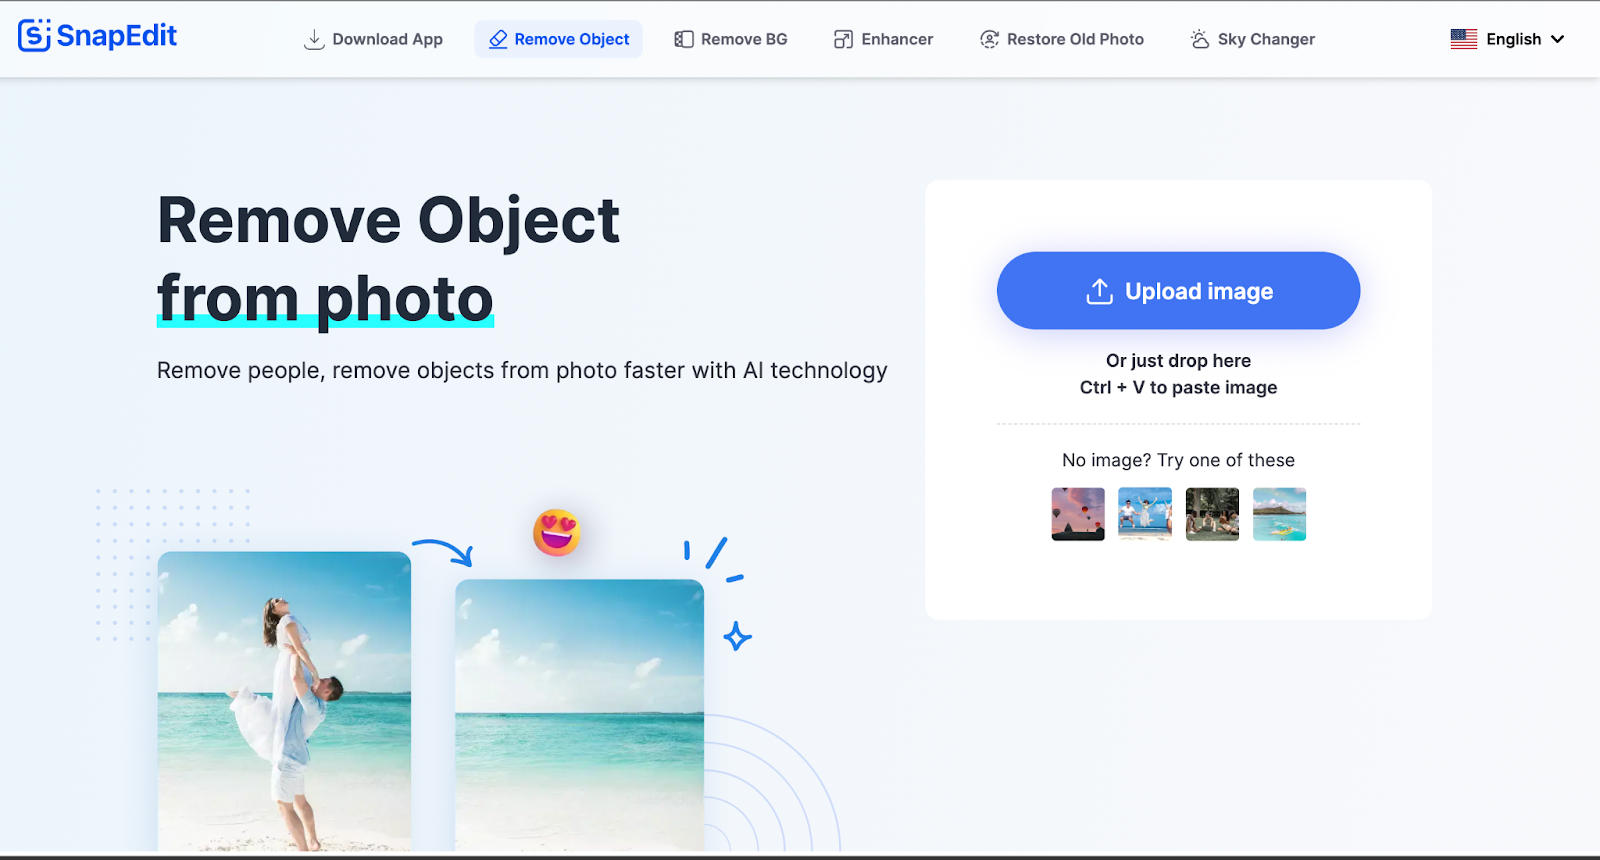 SnapEdit
Download App
Remove Object
Remove BG
Enhancer
Restore Old Photo
Sky Changer
English
Remove Object
from photo
Remove people, remove objects from photo faster with AI technology
Upload image
Or just drop here
Ctrl + V to paste image
No image? Try one of these